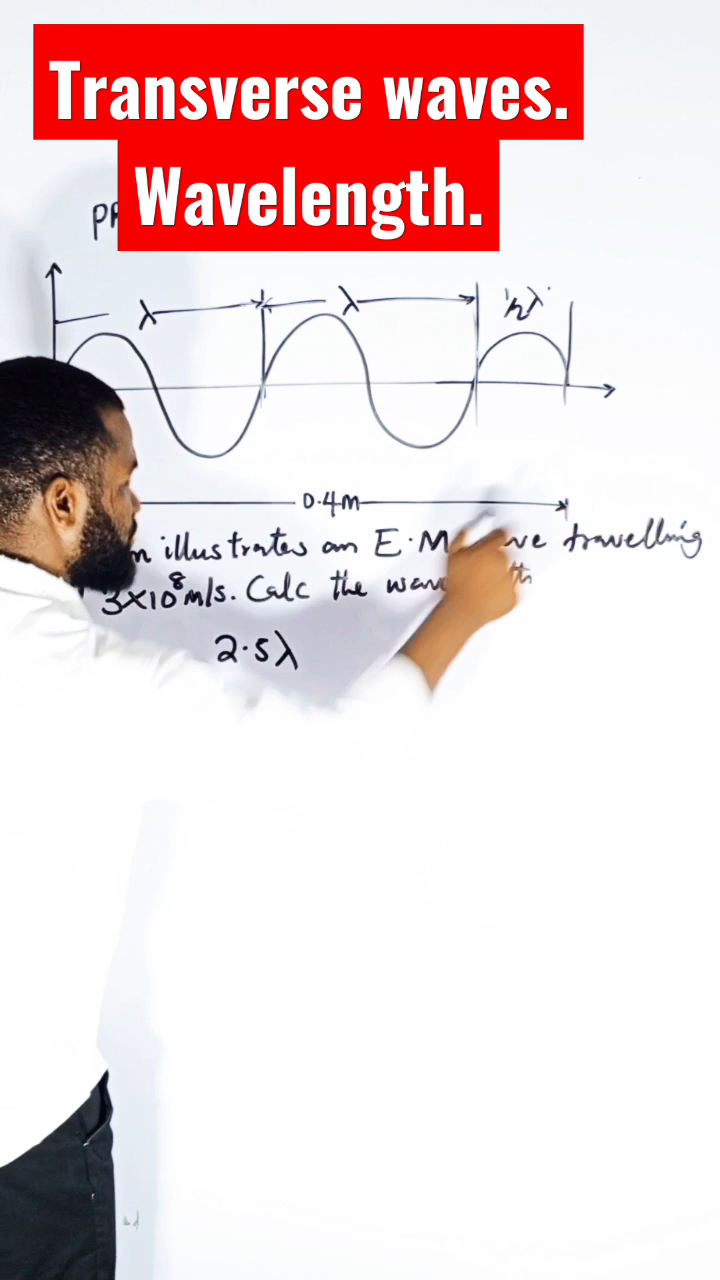 Transverse waves.
Wavelength.
λ λ ½λ
0.4m
illustrates an E.M travelling
3×10⁸m/s. Calc the
2.5λ